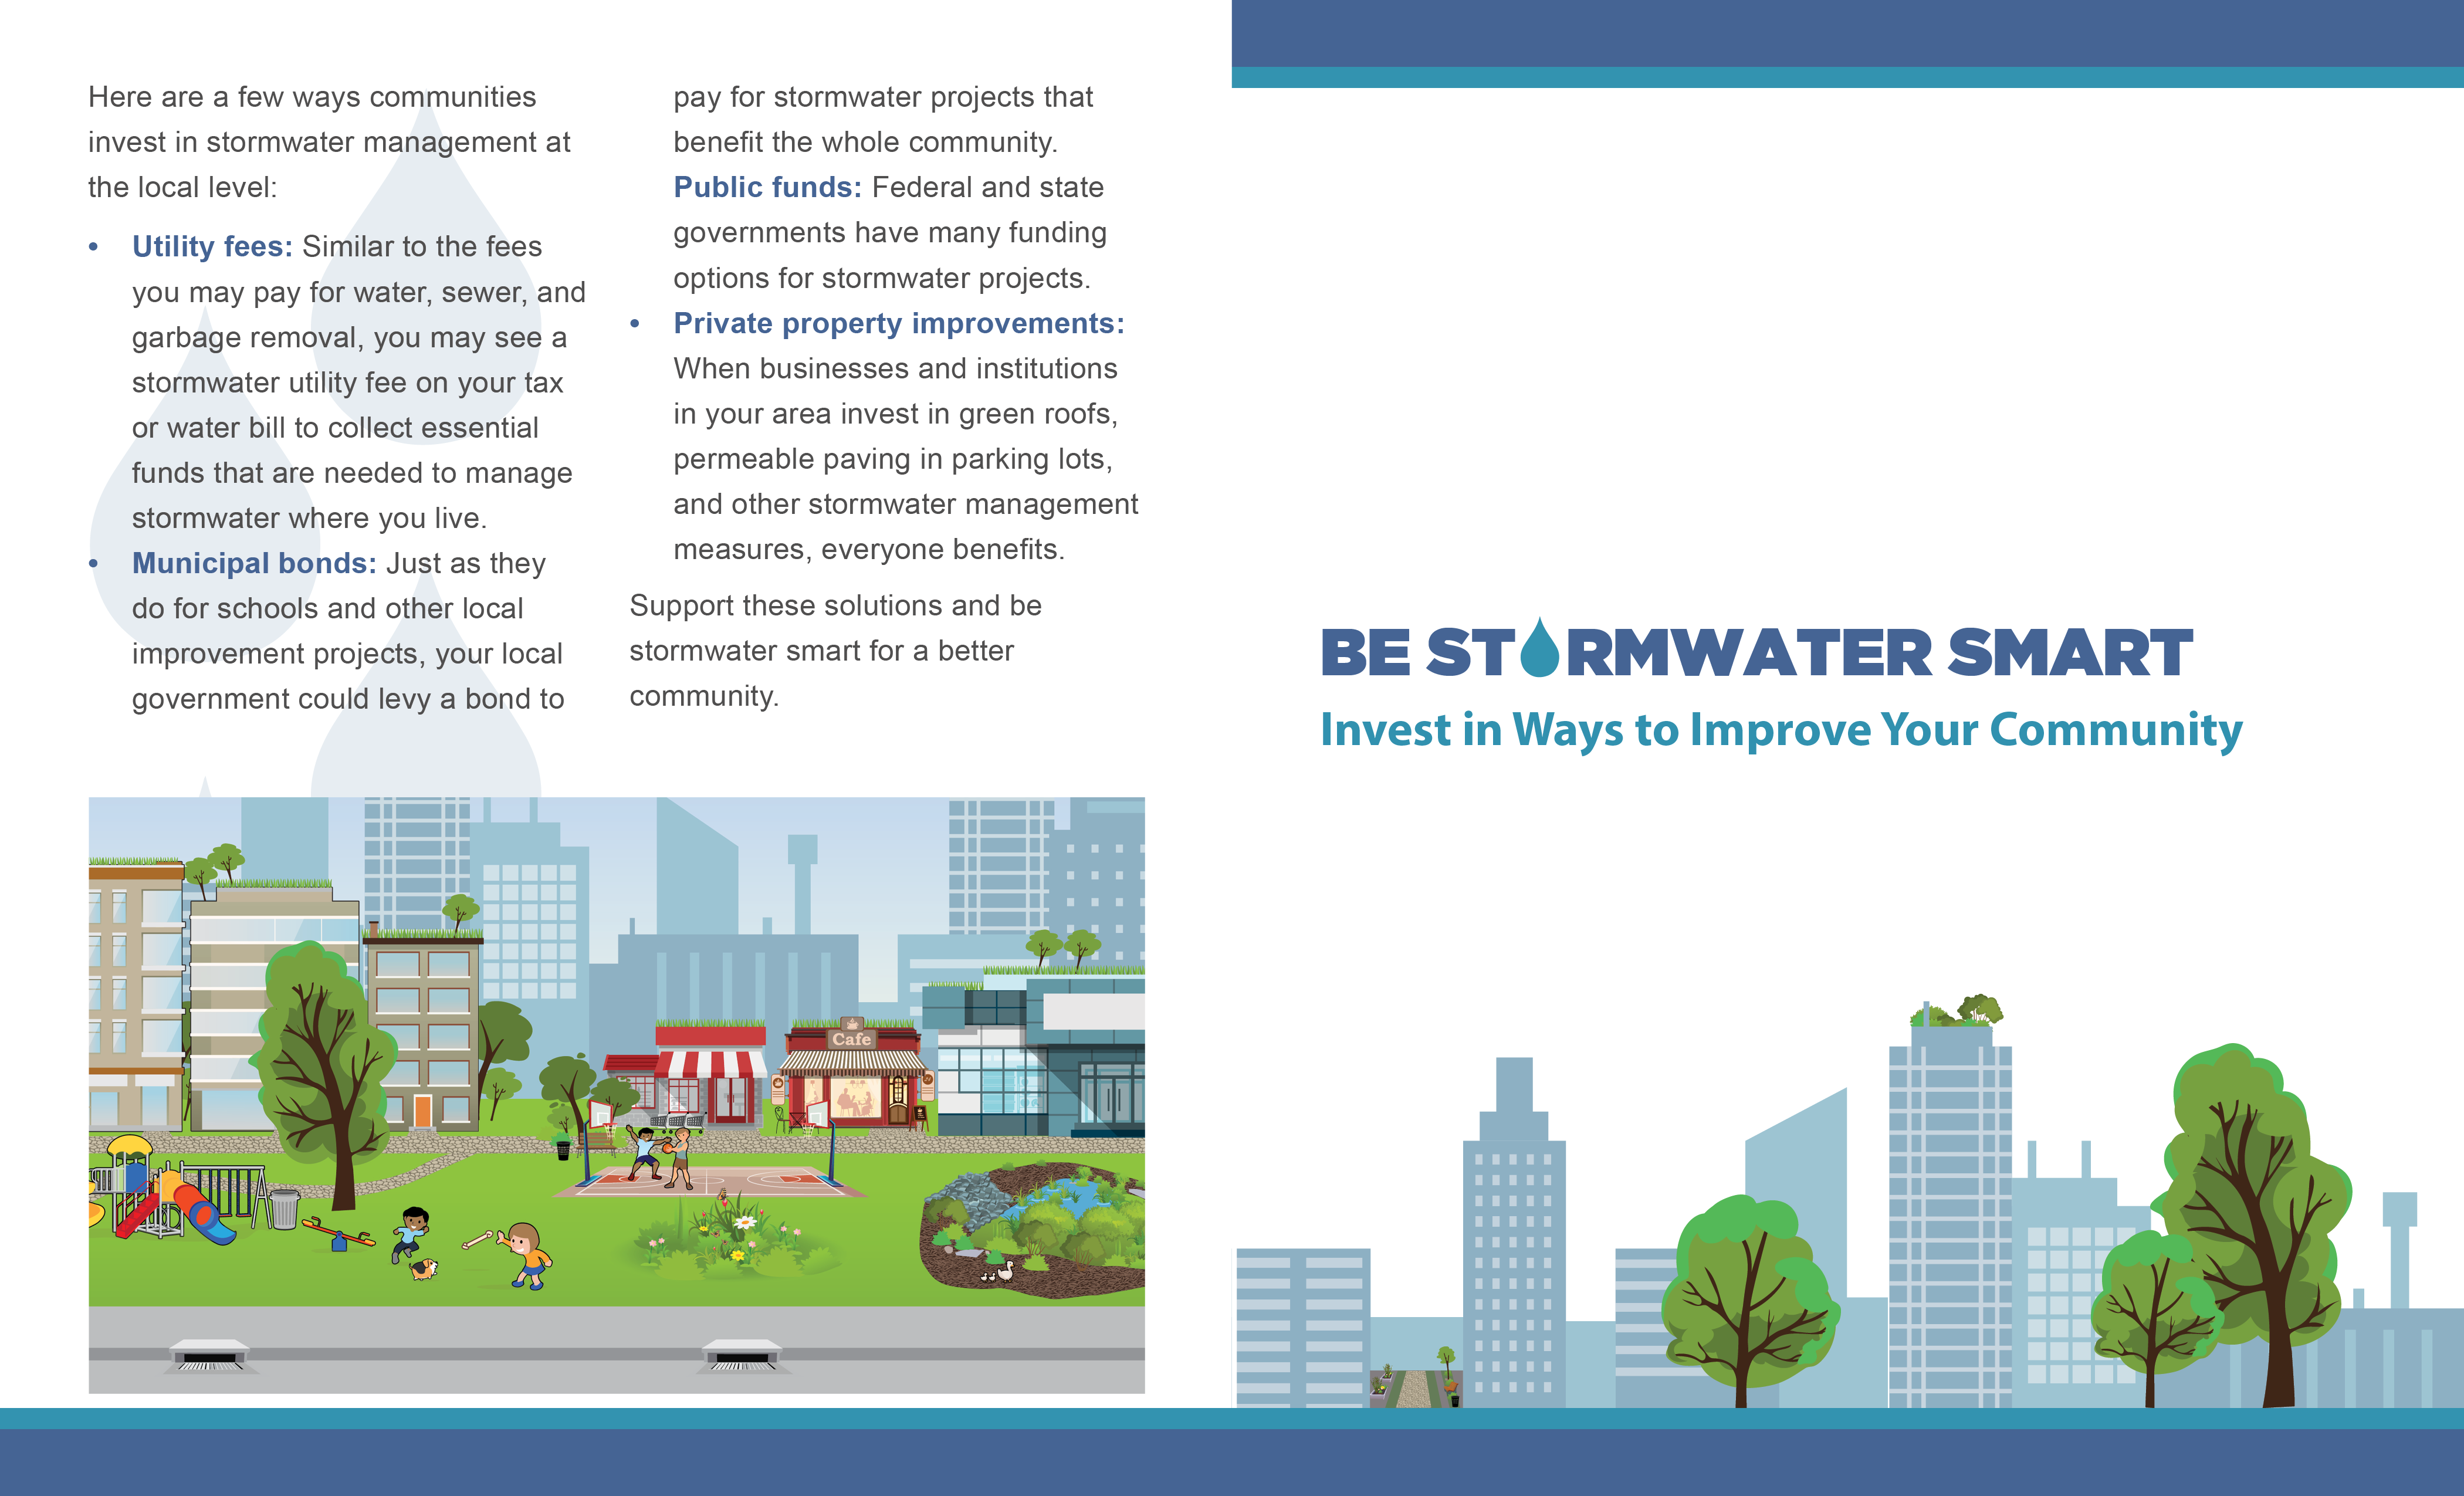 Here are a few ways communities
invest in stormwater management at
the local level:
• Utility fees: Similar to the fees
you may pay for water, sewer, and
garbage removal, you may see a
stormwater utility fee on your tax
or water bill to collect essential
funds that are needed to manage
stormwater where you live.
• Municipal bonds: Just as they
do for schools and other local
improvement projects, your local
government could levy a bond to
pay for stormwater projects that
benefit the whole community.
Public funds: Federal and state
governments have many funding
options for stormwater projects.
• Private property improvements:
When businesses and institutions
in your area invest in green roofs,
permeable paving in parking lots,
and other stormwater management
measures, everyone benefits.
Support these solutions and be
stormwater smart for a better
community.
Cafe
BE STORMWATER SMART
Invest in Ways to Improve Your Community